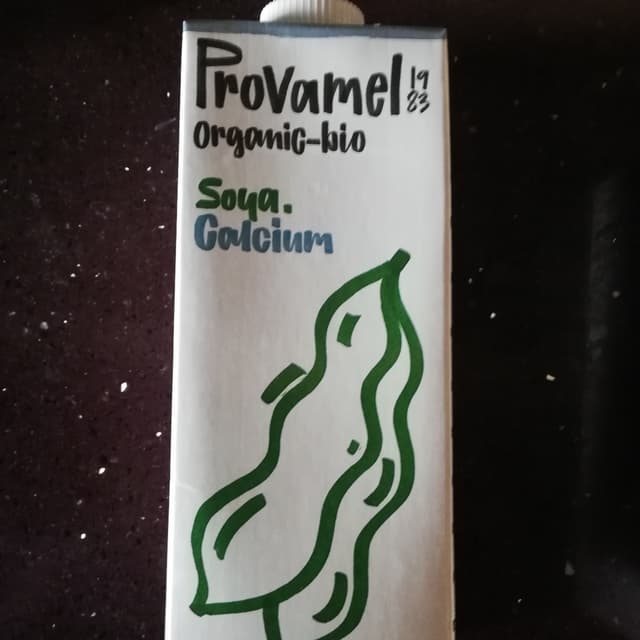 Provamel 19
83
organic-bio
Soya.
Calcium